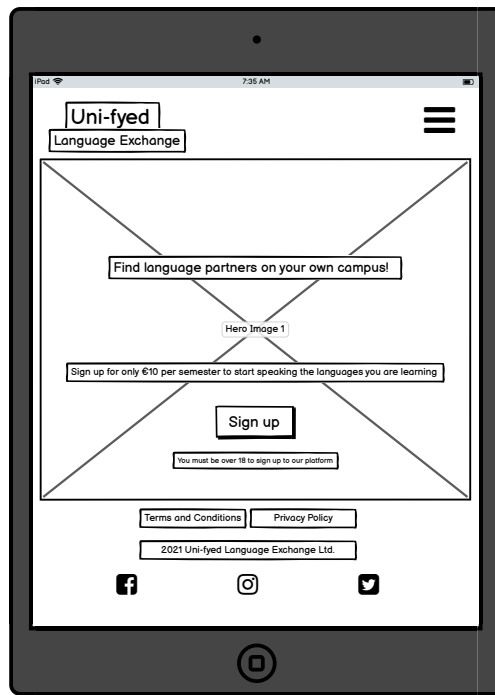 iPad
7:35 AM
Uni-fyed
Language Exchange
Find language partners on your own campus!
Hero Image 1
Sign up for only €10 per semester to start speaking the languages you are learning
Sign up
You must be over 18 to sign up to our platform
Terms and Conditions
Privacy Policy
2021 Uni-fyed Language Exchange Ltd.